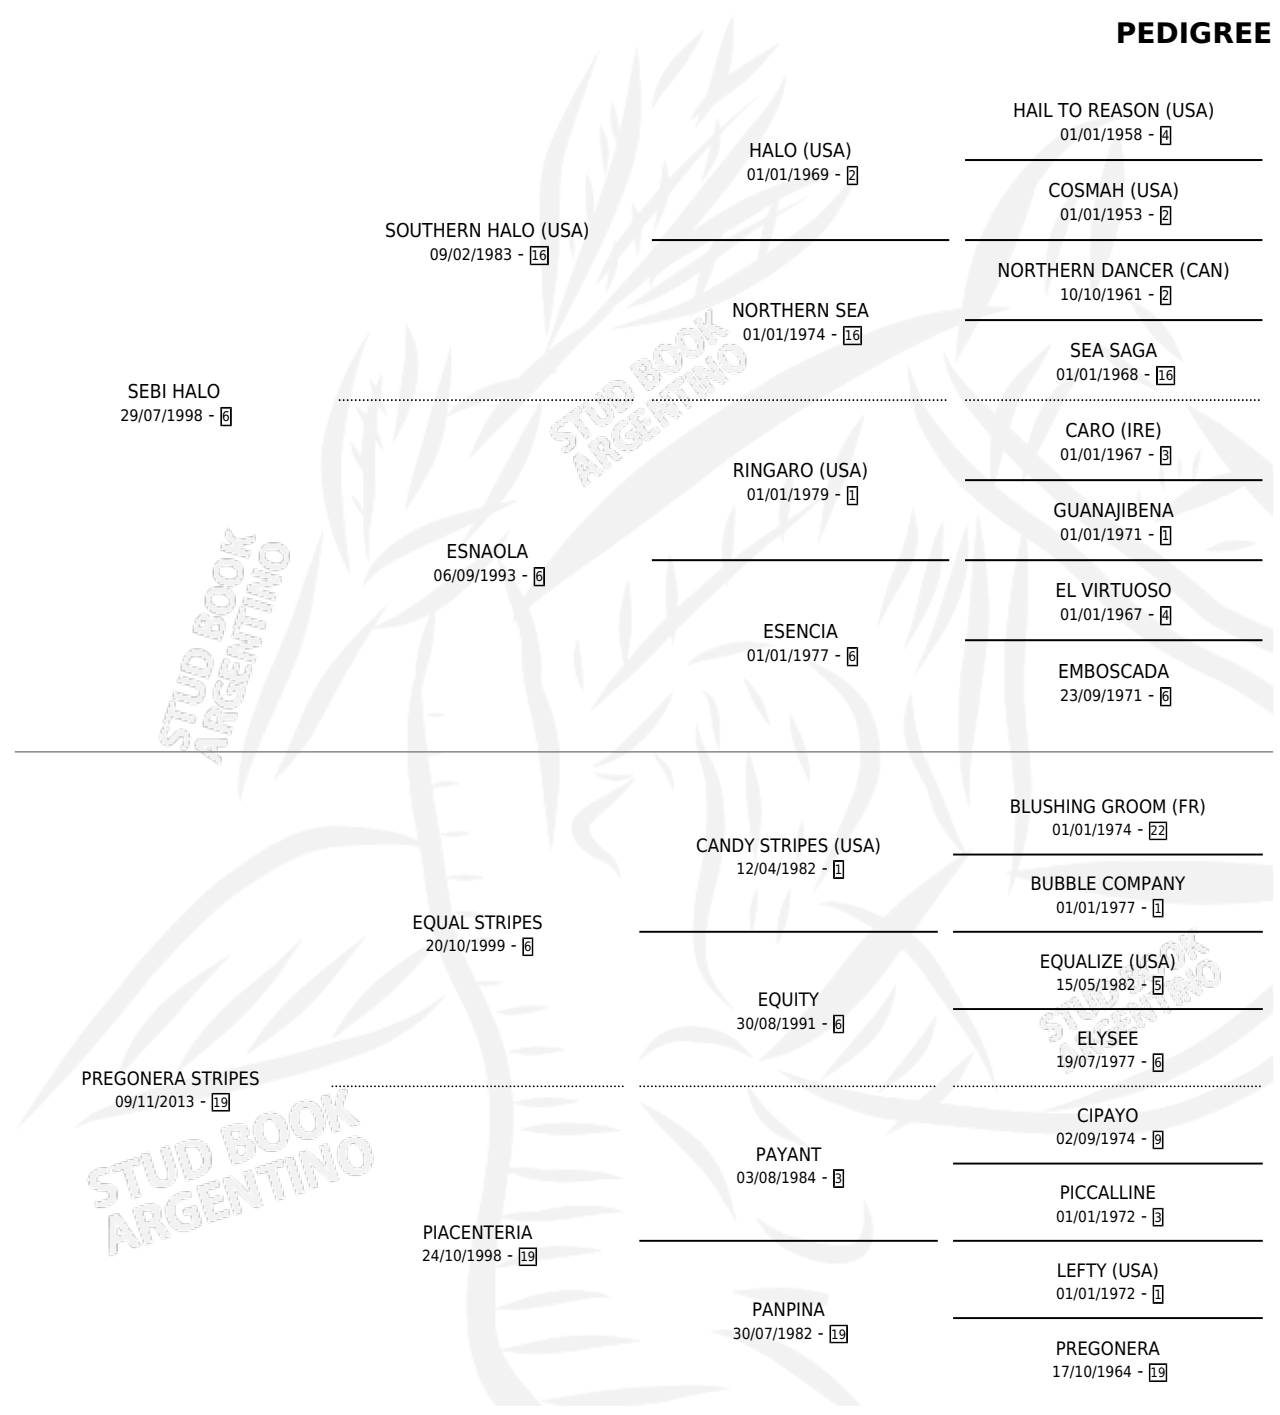 PEDIGREE
HAIL TO REASON (USA)
01/01/1958 - 4
HALO (USA)
01/01/1969 - 2
COSMAH (USA)
01/01/1953 - 2
SOUTHERN HALO (USA)
09/02/1983 - 16
NORTHERN DANCER (CAN)
10/10/1961 - 2
NORTHERN SEA
01/01/1974 - 16
SEA SAGA
01/01/1968 - 16
SEBI HALO
29/07/1998 - 6
CARO (IRE)
01/01/1967 - 3
RINGARO (USA)
01/01/1979 - 1
GUANAJIBENA
01/01/1971 - 1
ESNAOLA
06/09/1993 - 6
EL VIRTUOSO
01/01/1967 - 4
ESENCIA
01/01/1977 - 6
EMBOSCADA
23/09/1971 - 6
BLUSHING GROOM (FR)
01/01/1974 - 22
CANDY STRIPES (USA)
12/04/1982 - 1
BUBBLE COMPANY
01/01/1977 - 1
EQUAL STRIPES
20/10/1999 - 6
EQUALIZE (USA)
15/05/1982 - 5
EQUITY
30/08/1991 - 6
ELYSEE
19/07/1977 - 6
PREGONERA STRIPES
09/11/2013 - 19
CIPAYO
02/09/1974 - 9
PAYANT
03/08/1984 - 3
PICCALLINE
01/01/1972 - 3
PIACENTERIA
24/10/1998 - 19
LEFTY (USA)
01/01/1972 - 1
PANPINA
30/07/1982 - 19
PREGONERA
17/10/1964 - 19
STUD BOOK
ARGENTINO
STUD BOOK
ARGENTINO
STUD BOOK
ARGENTINO
STUD BOOK
ARGENTINO